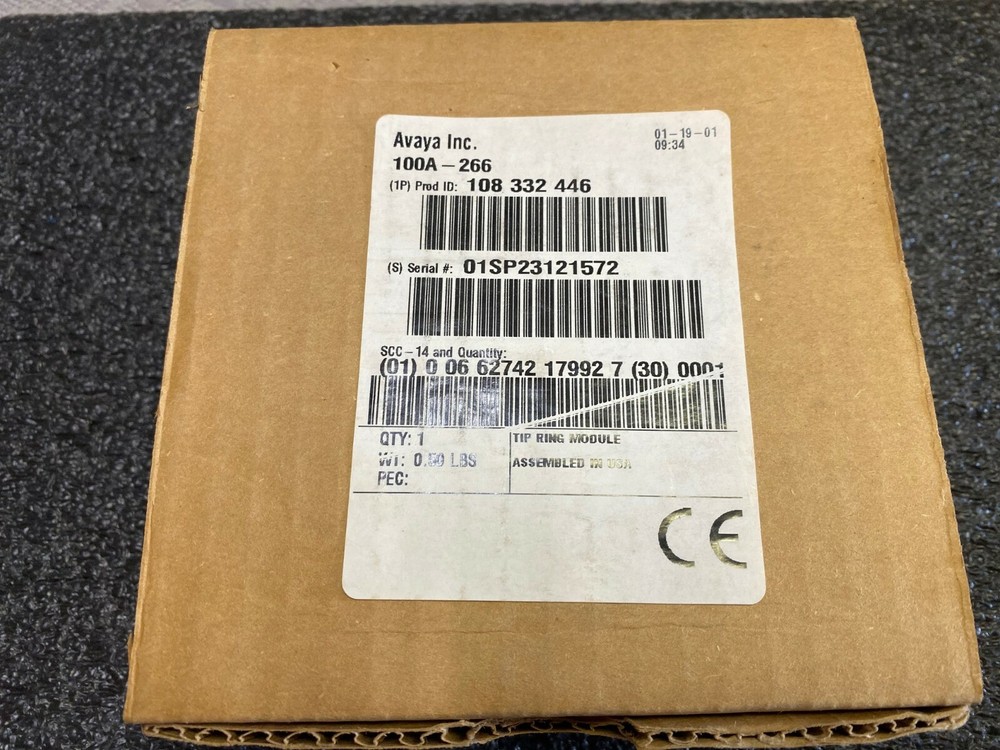 Avaya Inc.
01-19-01
09:34
100A-266
(1P) Prod ID: 108 332 446
(S) Serial #: 01SP23121572
SCC-14 and Quantity:
(01) 0 06 62742 17992 7 (30) 0001
QTY: 1
TIP RING MODULE
WT: LBS
ASSEMBLED IN USA
PEC:
CE